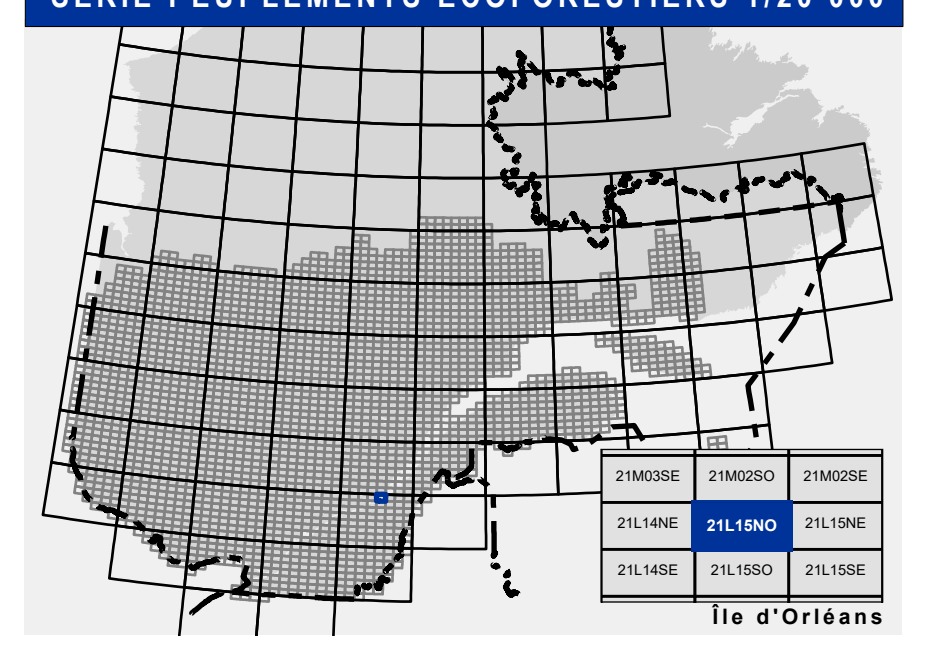 SÉRIE PEUPLEMENTS ÉCOFORESTIERS 1/20 000
21M03SE 21M02SO 21M02SE
21L14NE 21L15NO 21L15NE
21L14SE 21L15SO 21L15SE
Île d'Orléans